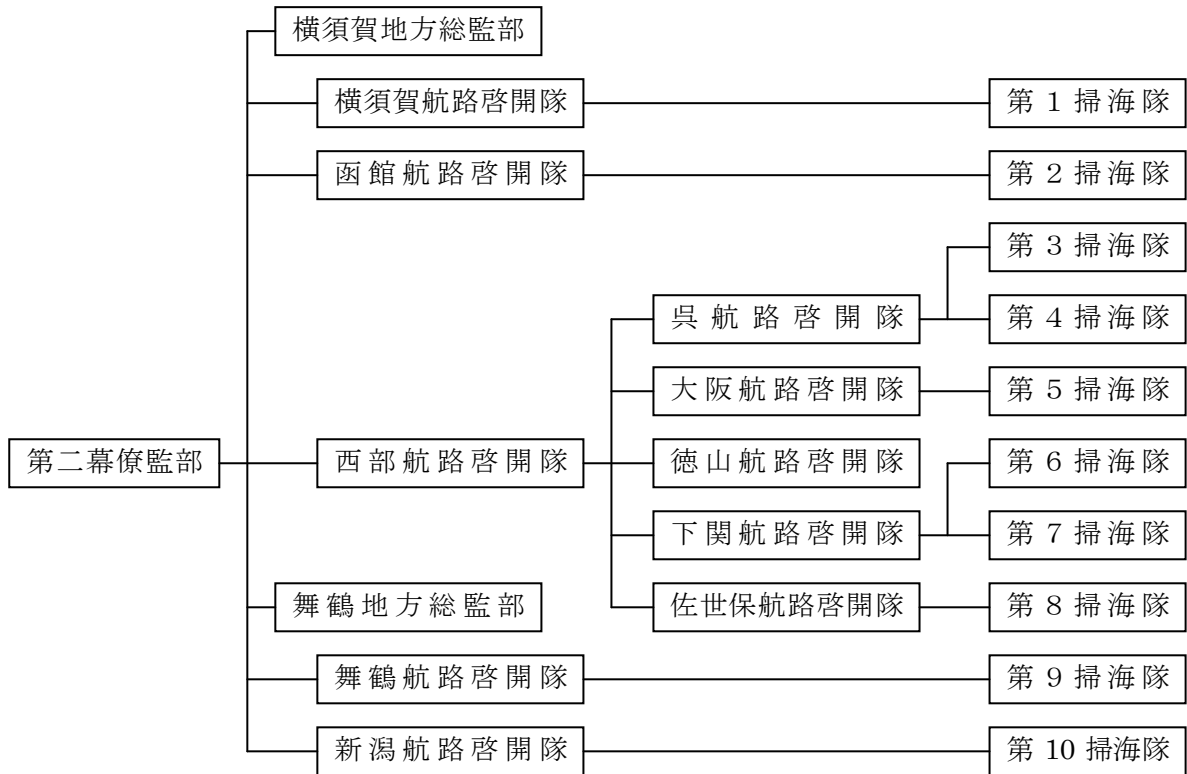 横須賀地方総監部
横須賀航路啓開隊
第1掃海隊
函館航路啓開隊
第2掃海隊
第3掃海隊
呉航路啓開隊
第4掃海隊
大阪航路啓開隊
第5掃海隊
第二幕僚監部
西部航路啓開隊
徳山航路啓開隊
第6掃海隊
下関航路啓開隊
第7掃海隊
舞鶴地方総監部
佐世保航路啓開隊
第8掃海隊
舞鶴航路啓開隊
第9掃海隊
新潟航路啓開隊
第10掃海隊